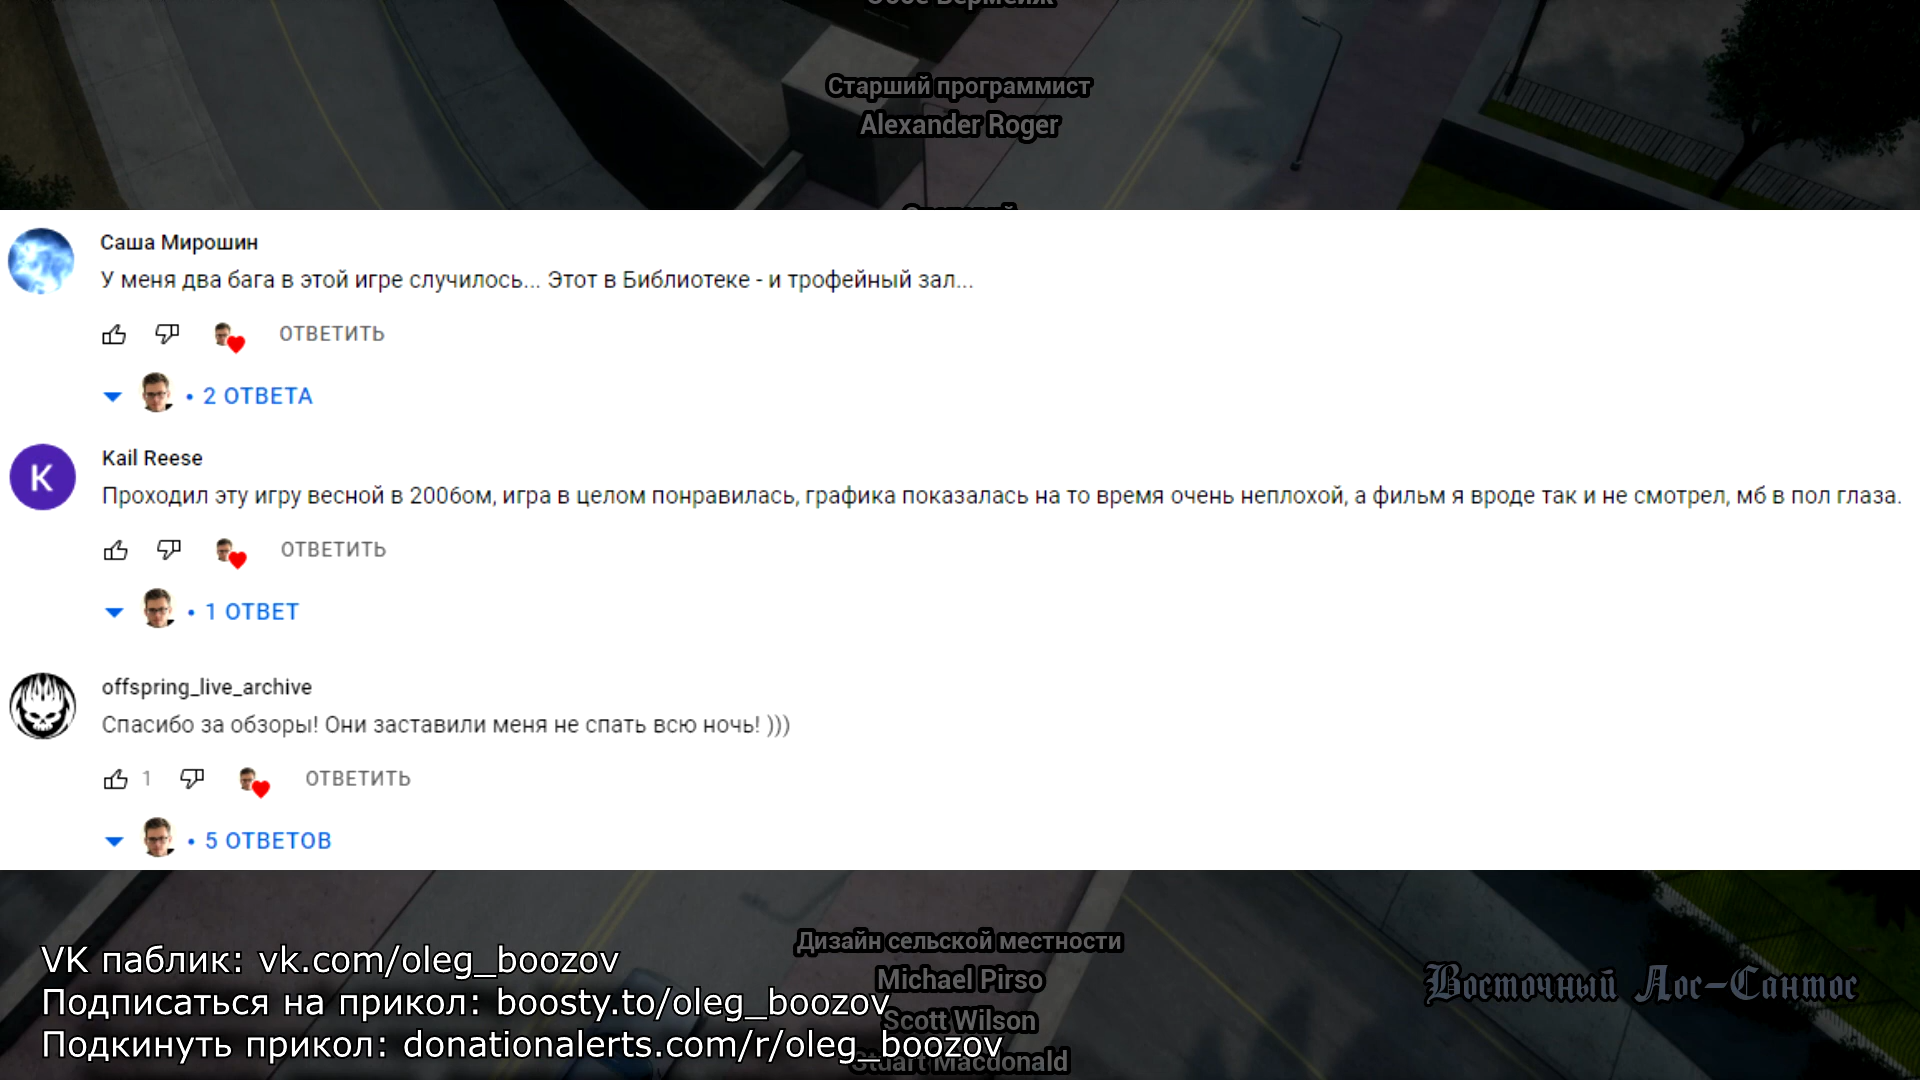 Старший программист
Alexander Roger
Саша Мирошин
У меня два бага в этой игре случилось... Этот в Библиотеке - и трофейный зал...
ОТВЕТИТЬ
• 2 ОТВЕТА
K
Kail Reese
Проходил эту игру весной в 2006ом, игра в целом понравилась, графика показалась на то время очень неплохой, а фильм я вроде так и не смотрел, мб в пол глаза.
ОТВЕТИТЬ
• 1 ОТВЕТ
offspring_live_archive
Спасибо за обзоры! Они заставили меня не спать всю ночь! )))
1 ОТВЕТИТЬ
• 5 ОТВЕТОВ
Дизайн сельской местности
Michael Pirso
Scott Wilson
Stuart Macdonald
VK паблик: vk.com/oleg_boozov
Подписаться на прикол: boosty.to/oleg_boozov
Подкинуть прикол: donationalerts.com/r/oleg_boozov
Восточный Лос-Сантос